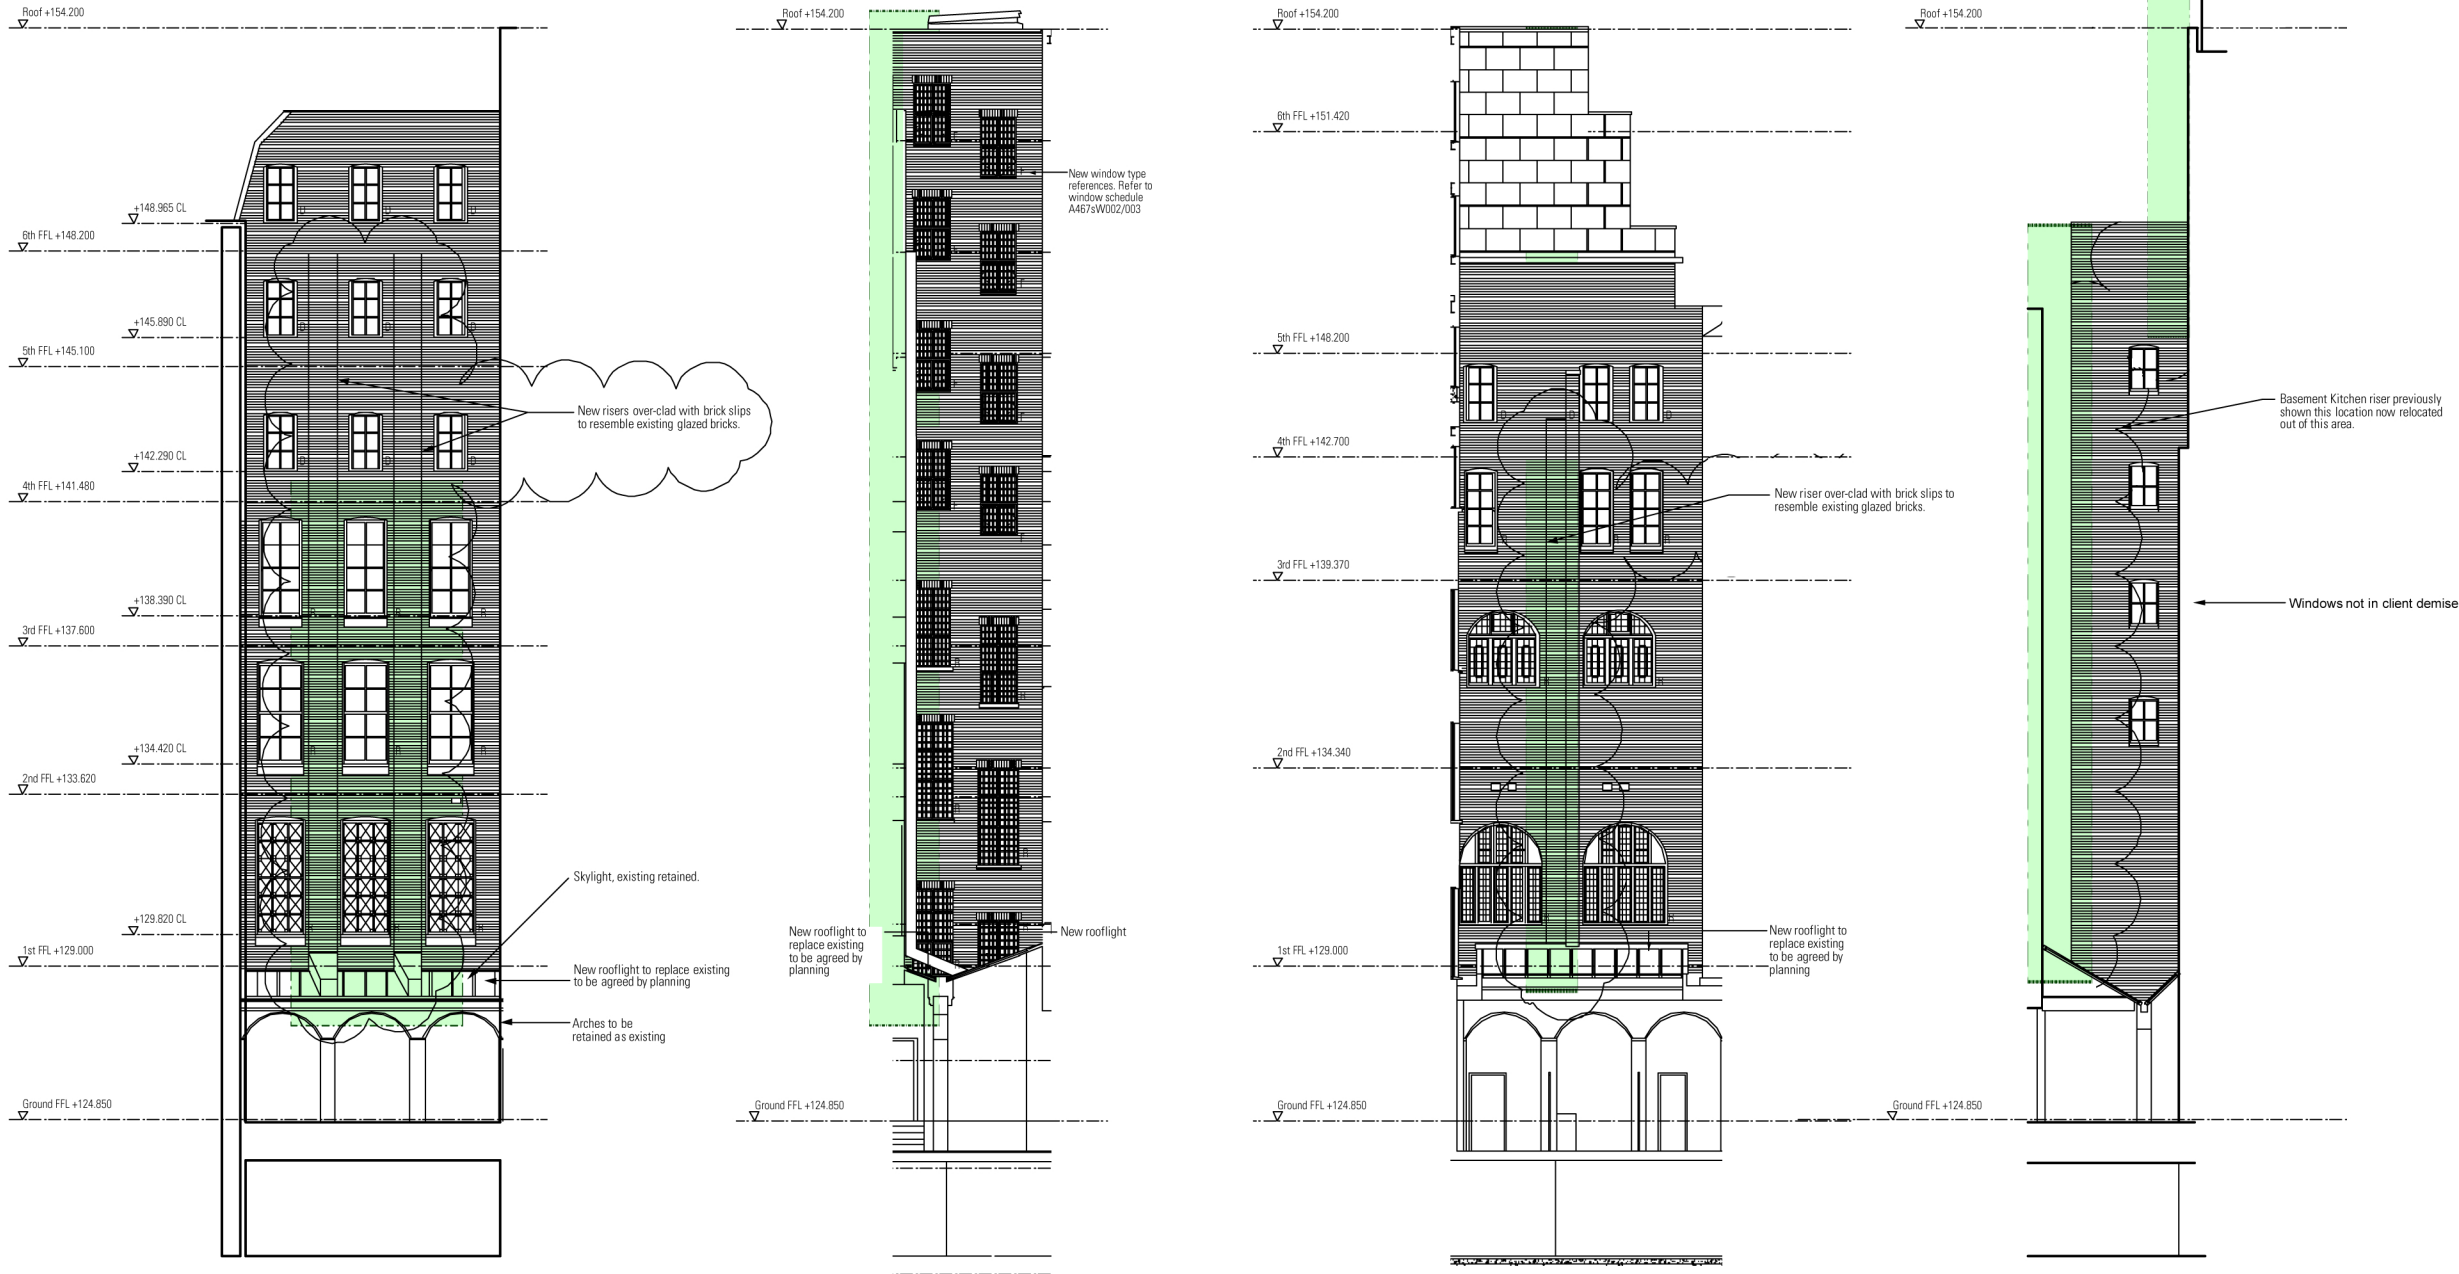 Roof +154.200
+148.965 CL
6th FFL +148.200
+145.890 CL
5th FFL +145.100
+142.290 CL
4th FFL +141.480
+138.390 CL
3rd FFL +137.600
+134.420 CL
2nd FFL +133.620
+129.820 CL
1st FFL +129.000
Ground FFL +124.850
New risers over-clad with brick slips
to resemble existing glazed bricks.
Skylight, existing retained.
New rooflight to replace existing
to be agreed by planning
Arches to be
retained as existing
Roof +154.200
New window type
references. Refer to
window schedule
A467sW002/003
New rooflight to
replace existing
to be agreed by
planning
New rooflight
Ground FFL +124.850
Roof +154.200
6th FFL +151.420
5th FFL +148.200
4th FFL +142.700
3rd FFL +139.370
2nd FFL +134.340
1st FFL +129.000
Ground FFL +124.850
New riser over-clad with brick slips to
resemble existing glazed bricks.
New rooflight to
replace existing
to be agreed by
planning
Roof +154.200
Basement Kitchen riser previously
shown this location now relocated
out of this area.
Windows not in client demise
Ground FFL +124.850